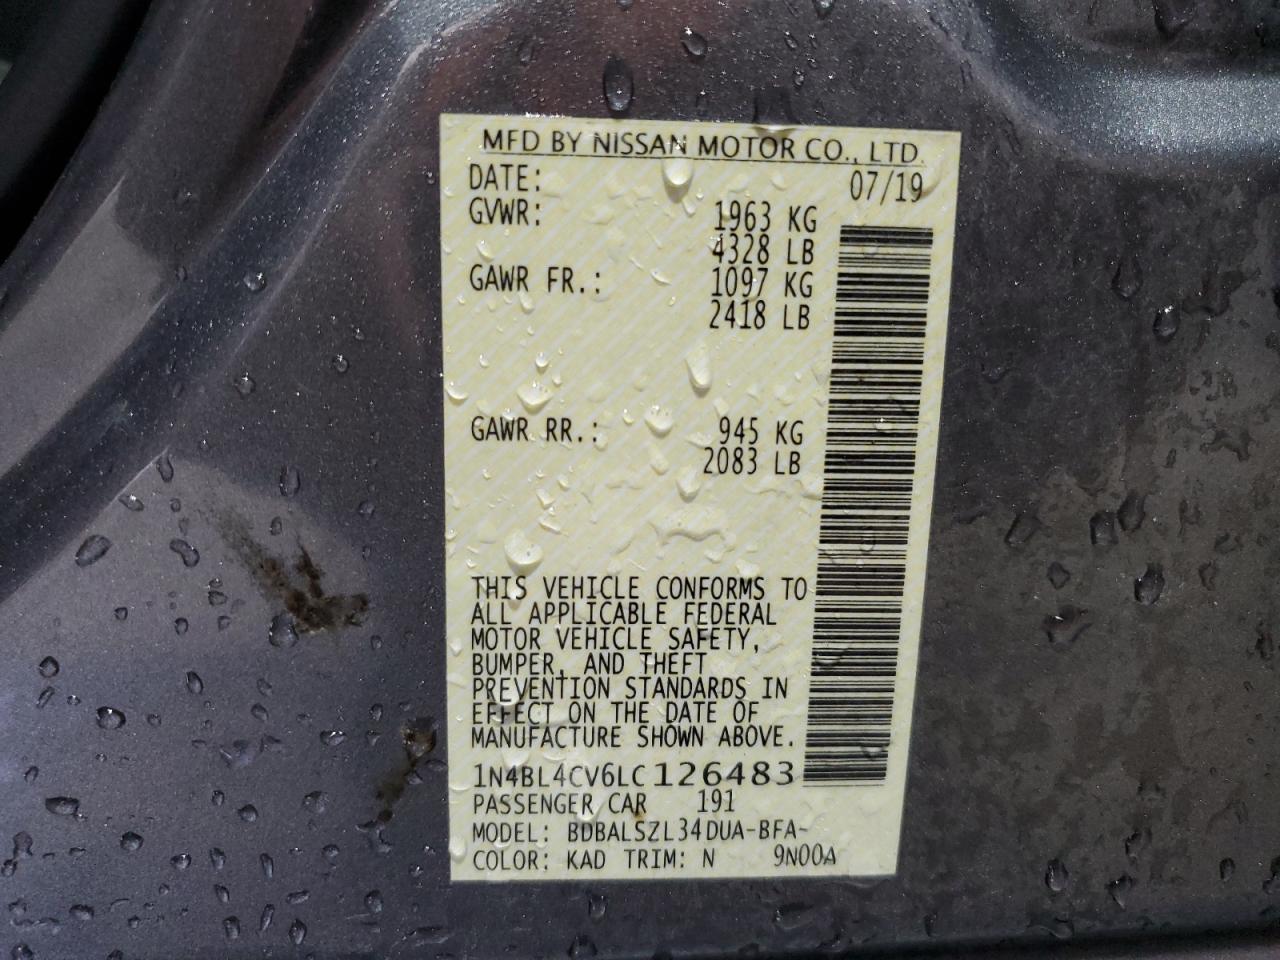 MFD BY NISSAN MOTOR CO., LTD.
DATE: 07/19
GVWR: 1963 KG
4328 LB
GAWR FR.: 1097 KG
2418 LB
GAWR RR.: 945 KG
2083 LB
THIS VEHICLE CONFORMS TO
ALL APPLICABLE FEDERAL
MOTOR VEHICLE SAFETY,
BUMPER, AND THEFT
PREVENTION STANDARDS IN
EFFECT ON THE DATE OF
MANUFACTURE SHOWN ABOVE.
1N4BL4CV6LC126483
PASSENGER CAR 191
MODEL: BDBALSZL34DUA-BFA-
COLOR: KAD TRIM: N 9N00A